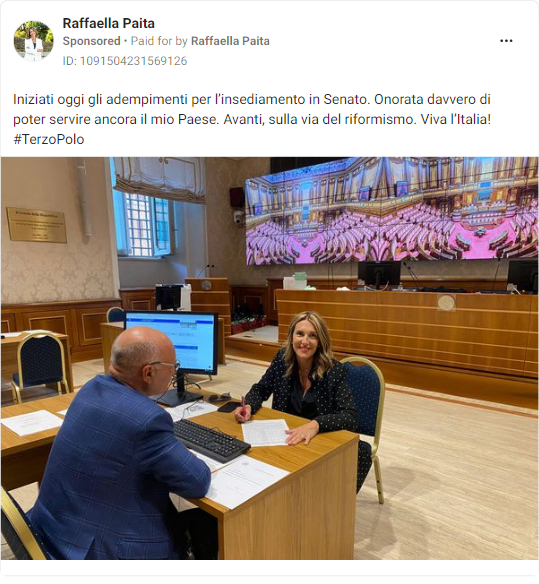 Raffaella Paita
Sponsored • Paid for by Raffaella Paita
ID: 1091504231569126
Iniziati oggi gli adempimenti per l'insediamento in Senato. Onorata davvero di
poter servire ancora il mio Paese. Avanti, sulla via del riformismo. Viva l'Italia!
#TerzoPolo